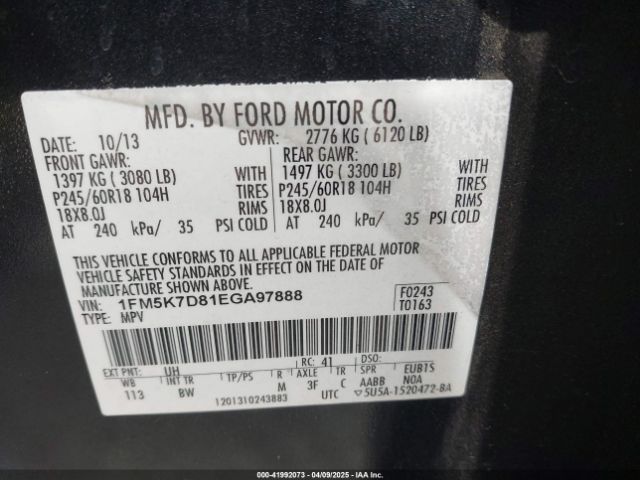 MFD. BY FORD MOTOR CO.
DATE: 10/13 GVWR: 2776 KG ( 6120 LB)
FRONT GAWR: REAR GAWR:
1397 KG ( 3080 LB) WITH 1497 KG ( 3300 LB) WITH
P245/60R18 104H TIRES P245/60R18 104H TIRES
18X8.0J RIMS 18X8.0J RIMS
AT 240 kPa/ 35 PSI COLD AT 240 kPa/ 35 PSI COLD
THIS VEHICLE CONFORMS TO ALL APPLICABLE FEDERAL MOTOR
VEHICLE SAFETY STANDARDS IN EFFECT ON THE DATE OF
MANUFACTURE SHOWN ABOVE.
VIN: 1FM5K7D81EGA97888 F0243
TYPE: MPV T0163
EXT PNT: UH RC: 41 DSO:
WB INT TR TP/PS R AXLE TR SPR EUB1S
113 BW M 3F C AABB N0A
1201310243883 UTC ▽5U5A-1520472-BA
000-41992073 - 04/09/2025 - IAAI.COM